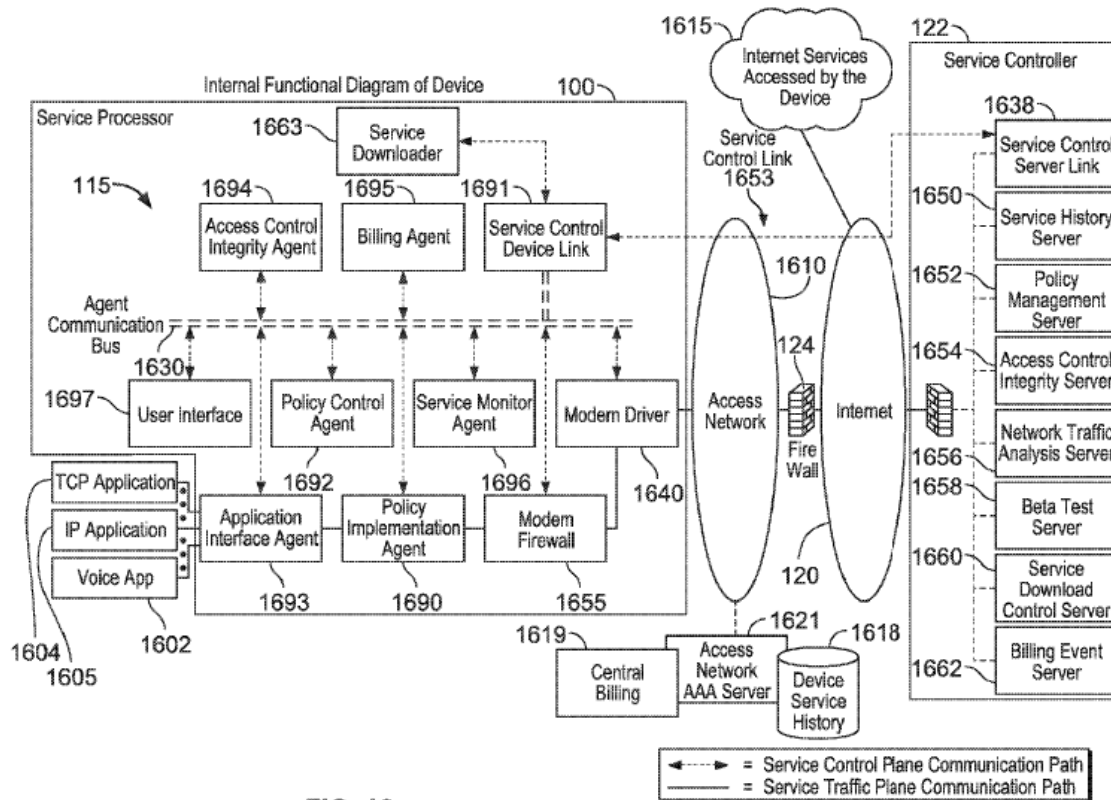 Internal Functional Diagram of Device
100
Service Processor
115
1663
Service
Downloader
1694
Access Control
Integrity Agent
1695
Billing Agent
1691
Service Control
Device Link
Agent
Communication
Bus
1630
1697
User Interface
Policy Control
Agent
1692
Service Monitor
Agent
1696
Modem Driver
1640
TCP Application
IP Application
Voice App
1604
1605
1602
Application
Interface Agent
1693
Policy
Implementation
Agent
1690
Modem
Firewall
1655
1615
Internet Services
Accessed by the
Device
Service
Control Link
1653
1610
Access
Network
124
Fire
Wall
Internet
120
1619
Central
Billing
1621
Access
Network
AAA Server
1618
Device
Service
History
122
Service Controller
1638
Service Control
Server Link
1650
Service History
Server
1652
Policy
Management
Server
1654
Access Control
Integrity Server
1656
Network Traffic
Analysis Server
1658
Beta Test
Server
1660
Service
Download
Control Server
1662
Billing Event
Server
= Service Control Plane Communication Path
= Service Traffic Plane Communication Path